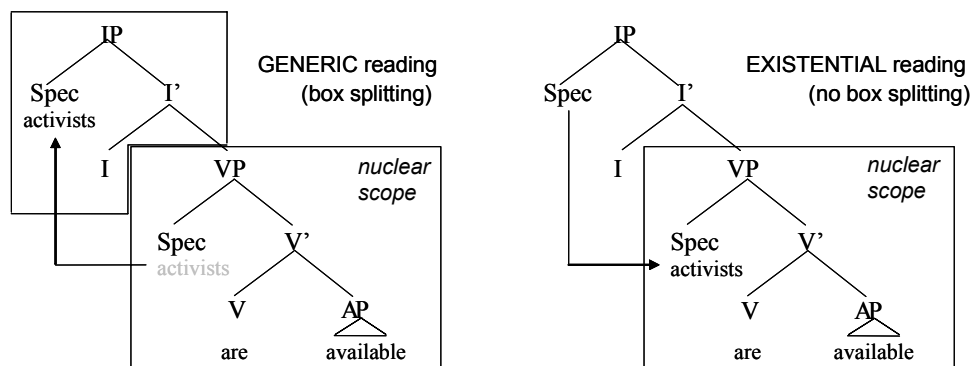 IP
GENERIC reading
(box splitting)
Spec
I’
activists
I
VP
nuclear
scope
Spec
V’
activists
V
AP
are
available
IP
EXISTENTIAL reading
(no box splitting)
Spec
I’
I
VP
nuclear
scope
Spec
V’
activists
V
AP
are
available